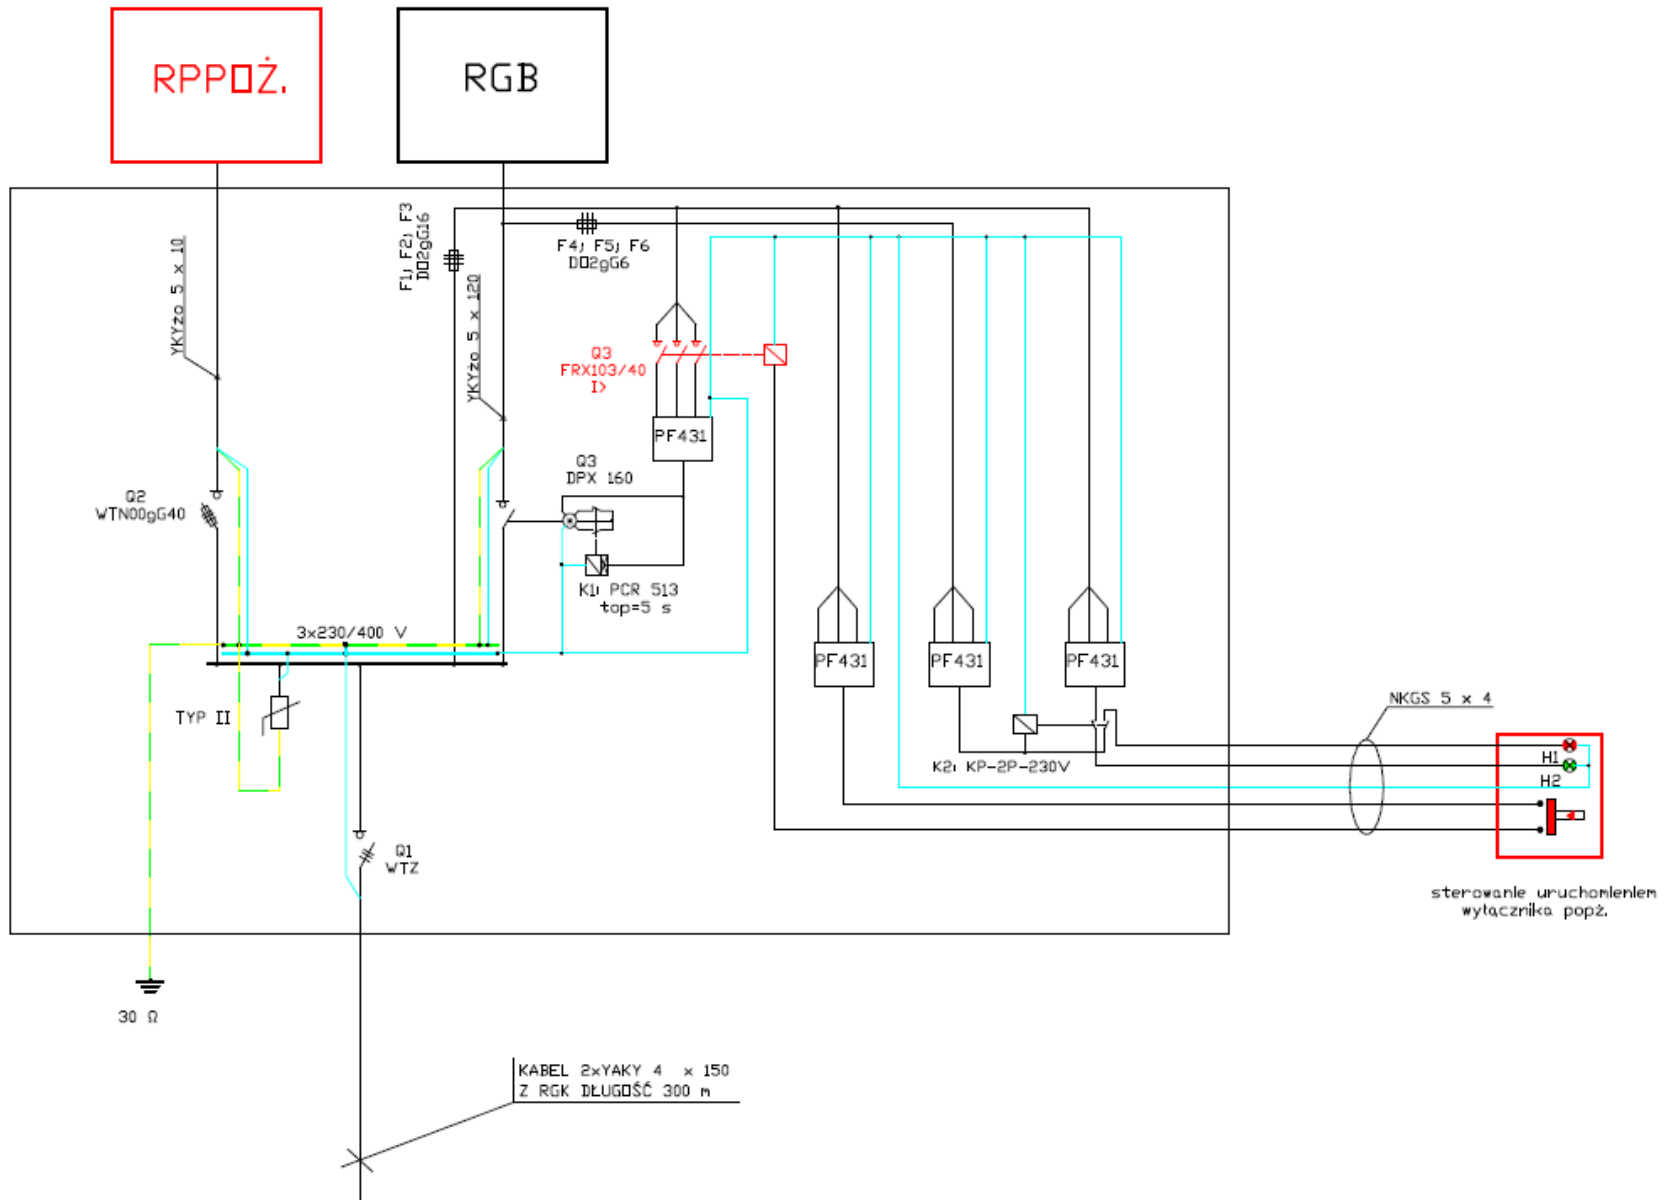 RPPOŻ.
RGB
YKYżo 5 x 10
F1; F2; F3
DO2gG16
YKYżo 5 x 120
F4; F5; F6
DO2gG6
Q3
FRX103/40
I>
PF431
Q3
DPX 160
Q2
WTN00gG40
K1: PCR 513
top=5 s
3x230/400 V
TYP II
PF431
PF431
PF431
K2: KP-2P-230V
NKGS 5 x 4
H1
H2
Q1
WTZ
sterowanie uruchomieniem
wyłącznika popż.
30 Ω
KABEL 2xYAKY 4 x 150
Z RGK DŁUGOŚĆ 300 m